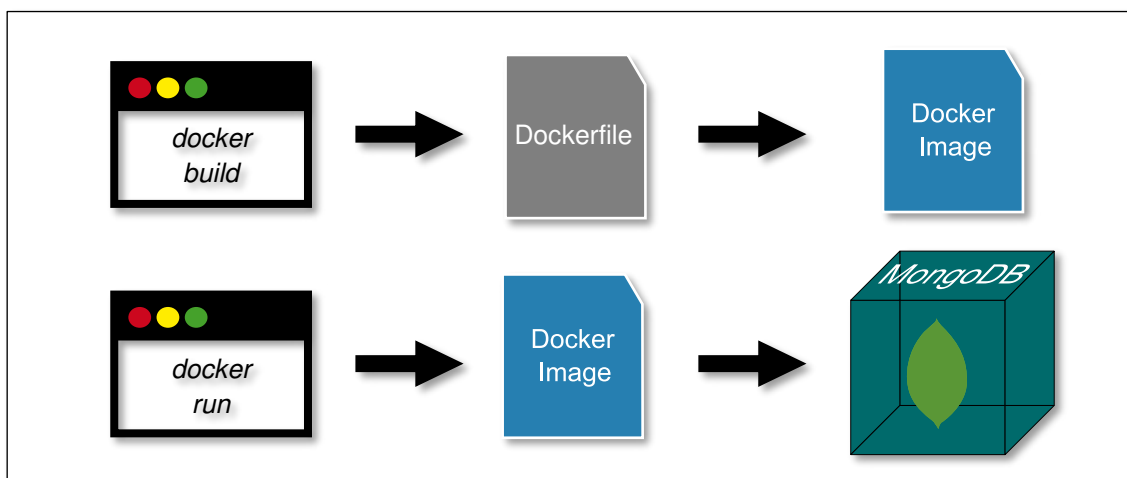 docker
build
Dockerfile
Docker
Image
docker
run
Docker
Image
MongoDB